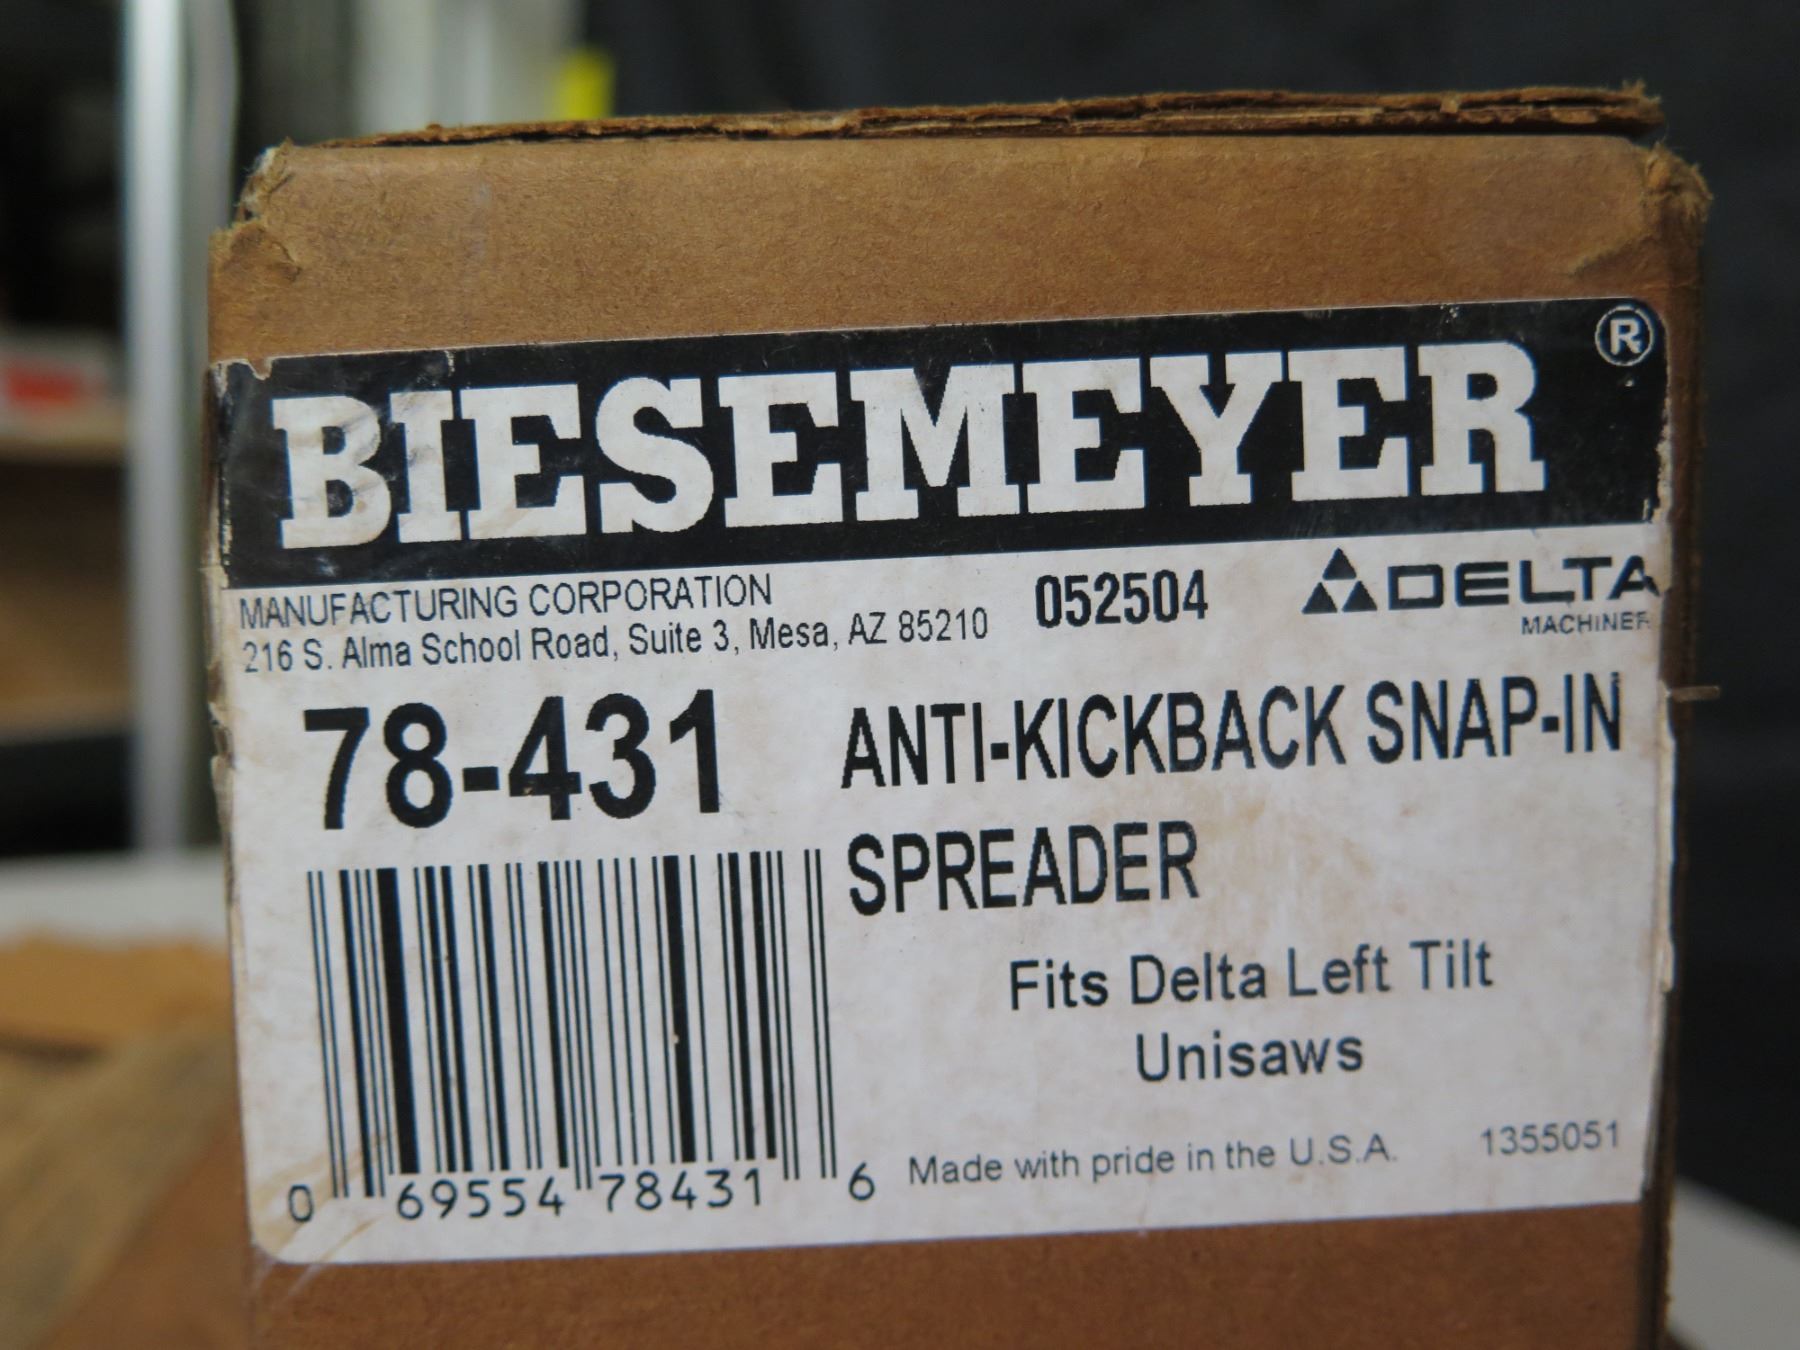 BIESEMEYER®
MANUFACTURING CORPORATION
216 S. Alma School Road, Suite 3, Mesa, AZ 85210
052504
DELTA
MACHINER
78-431
ANTI-KICKBACK SNAP-IN
SPREADER
Fits Delta Left Tilt
Unisaws
0 69554 78431 6
Made with pride in the U.S.A.
1355051